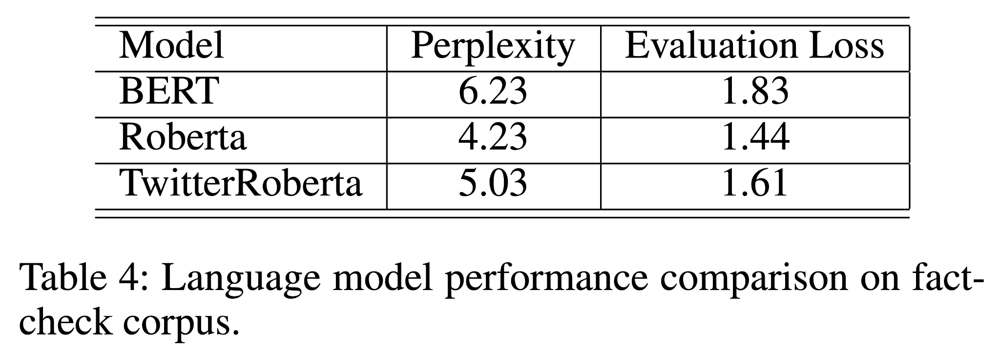 Model Perplexity Evaluation Loss
BERT 6.23 1.83
Roberta 4.23 1.44
TwitterRoberta 5.03 1.61
Table 4: Language model performance comparison on fact-
check corpus.